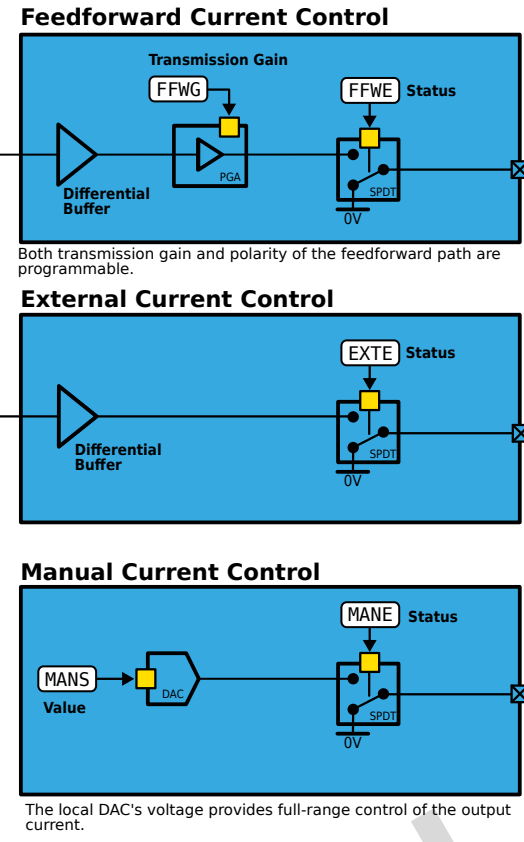 Feedforward Current Control
Transmission Gain
FFWG
FFWE Status
PGA
SPDT
Differential
Buffer
0V
Both transmission gain and polarity of the feedforward path are
programmable.
External Current Control
EXTE Status
Differential
Buffer
SPDT
0V
Manual Current Control
MANE Status
MANS
DAC
Value
SPDT
0V
The local DAC's voltage provides full-range control of the output
current.